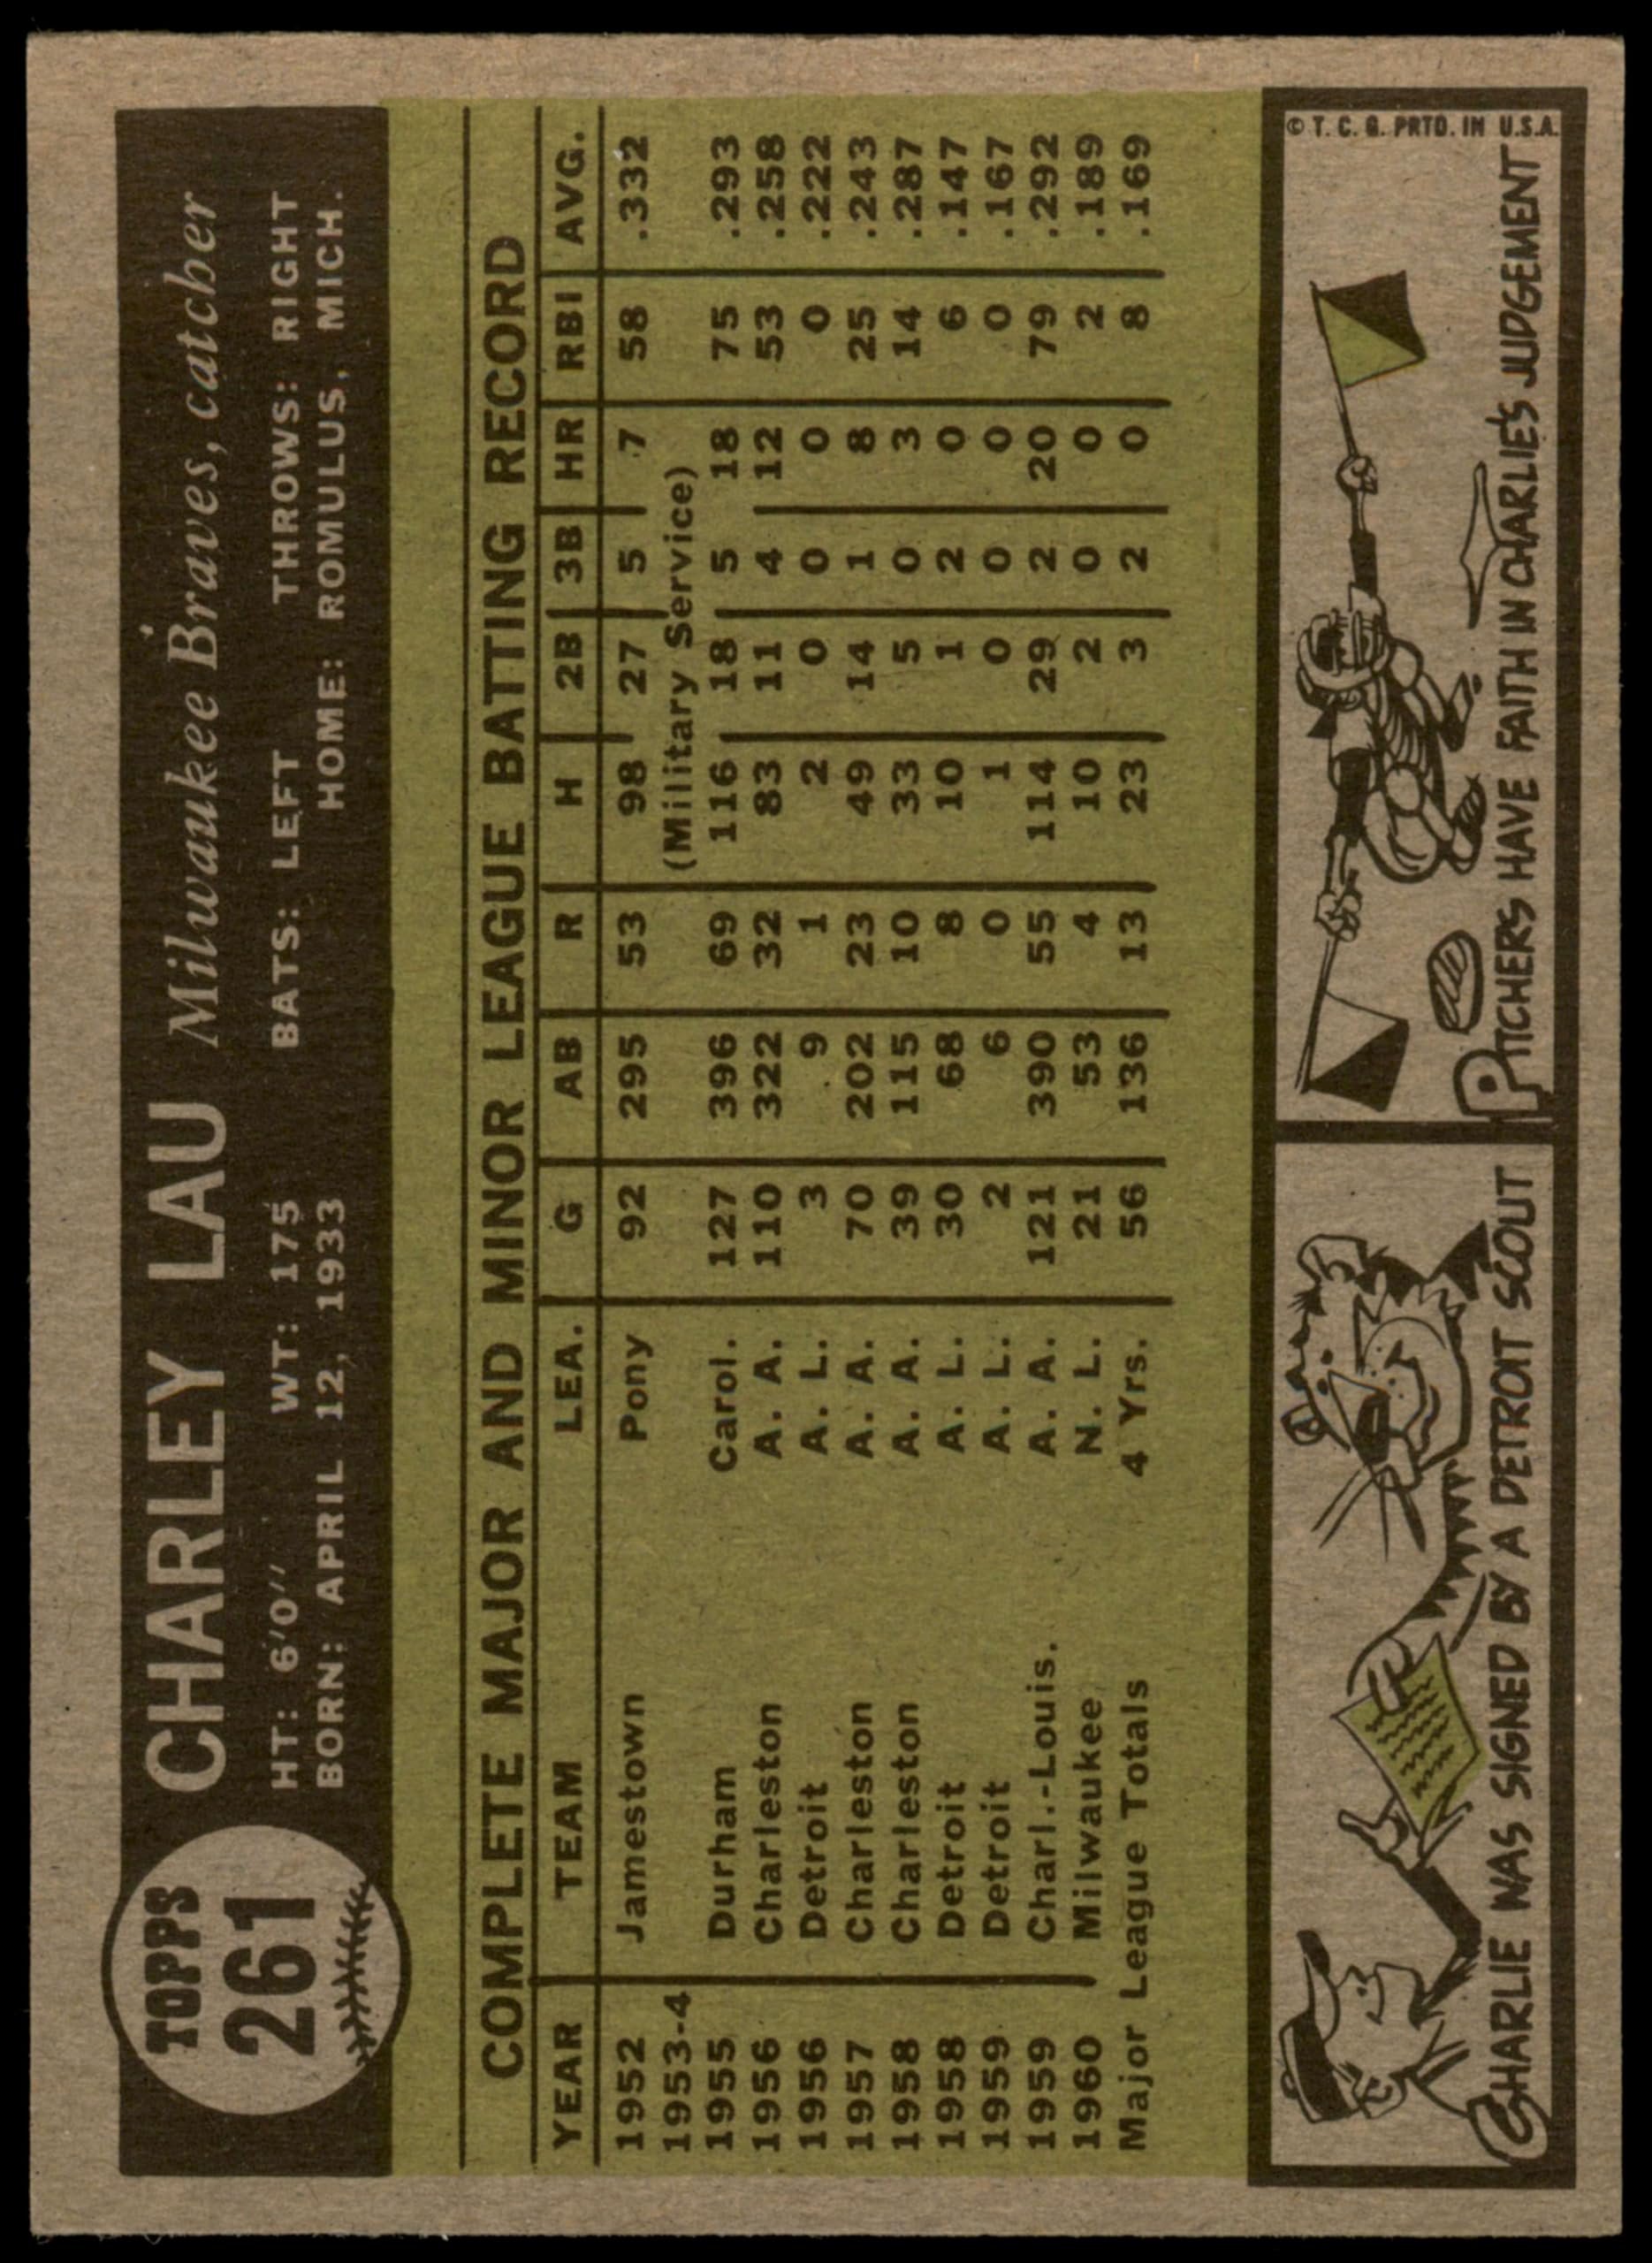 TOPPS
261
CHARLEY LAU Milwaukee Braves, catcher
HT: 6'0'' WT: 175 BATS: LEFT THROWS: RIGHT
BORN: APRIL 12, 1933 HOME: ROMULUS, MICH.
COMPLETE MAJOR AND MINOR LEAGUE BATTING RECORD
YEAR TEAM LEA. G AB R H 2B 3B HR RBI AVG.
1952 Jamestown Pony 92 295 53 98 27 5 7 58 .332
1953-4 (Military Service)
1955 Durham Carol. 127 396 69 116 18 5 18 75 .293
1956 Charleston A. A. 110 322 32 83 11 4 12 53 .258
1956 Detroit A. L. 3 9 1 2 0 0 0 0 .222
1957 Charleston A. A. 70 202 23 49 14 1 8 25 .243
1958 Charleston A. A. 39 115 10 33 5 0 3 14 .287
1958 Detroit A. L. 30 68 8 10 1 2 0 6 .147
1959 Detroit A. L. 2 6 0 1 0 0 0 0 .167
1959 Charl.-Louis. A. A. 121 390 55 114 29 2 20 79 .292
1960 Milwaukee N. L. 21 53 4 10 2 0 0 2 .189
Major League Totals 4 Yrs. 56 136 13 23 3 2 0 8 .169
CHARLIE WAS SIGNED BY A DETROIT SCOUT
PITCHERS HAVE FAITH IN CHARLIE'S JUDGEMENT
© T. C. G. PRTD. IN U.S.A.